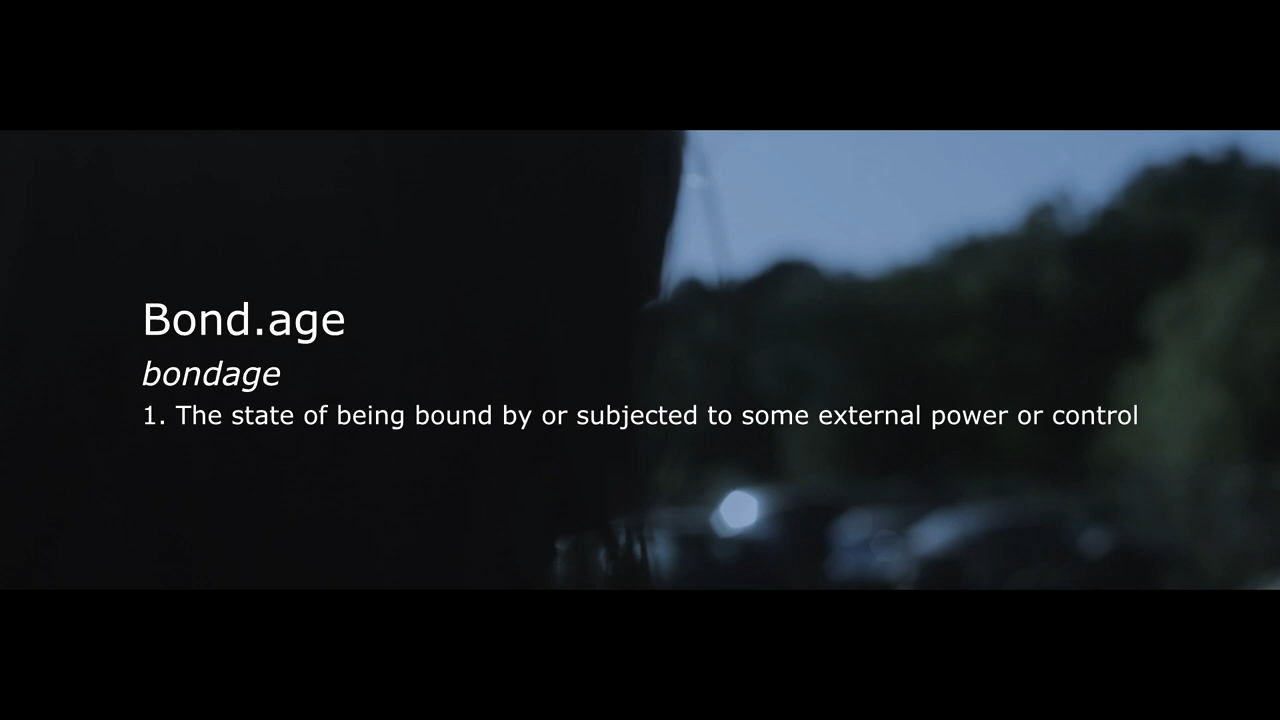 Bond.age
bondage
1. The state of being bound by or subjected to some external power or control